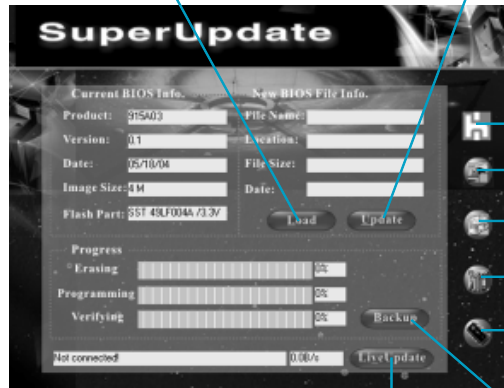 SuperUpdate
Current BIOS Info.
New BIOS File Info.
Product: 915A03
File Name:
Version: 0.1
Location:
Date: 05/18/04
File Size:
Image Size: 4 M
Date:
Flash Part: SST 49LF004A /3.3V
Load
Update
Progress
Erasing 0%
Programming 0%
Verifying 0%
Backup
Not connected! 0.0B/s LiveUpdate